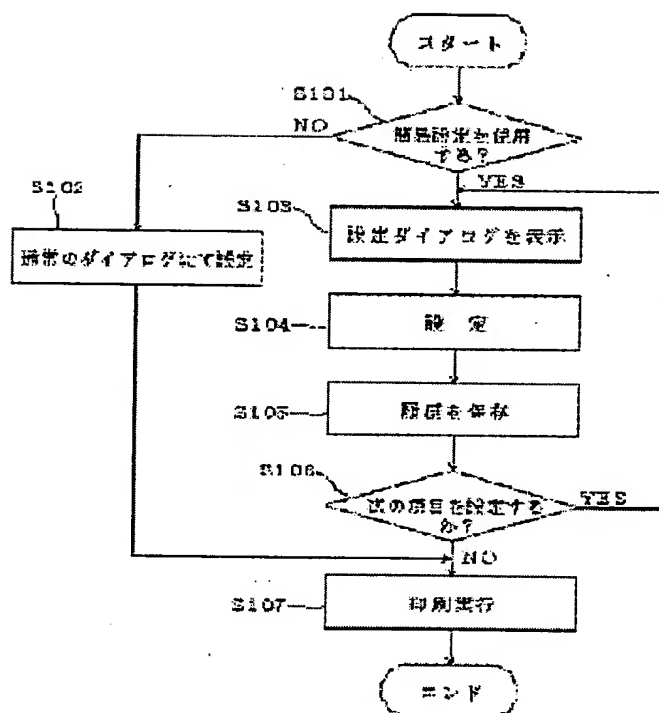 スタート
S101
NO
簡易設定を使用
する?
YES
S102
通常のダイアログにて設定
S103
設定ダイアログを表示
S104
設 定
S105
履歴を保存
S106
次の項目を設定する
か?
YES
NO
S107
印刷実行
エンド